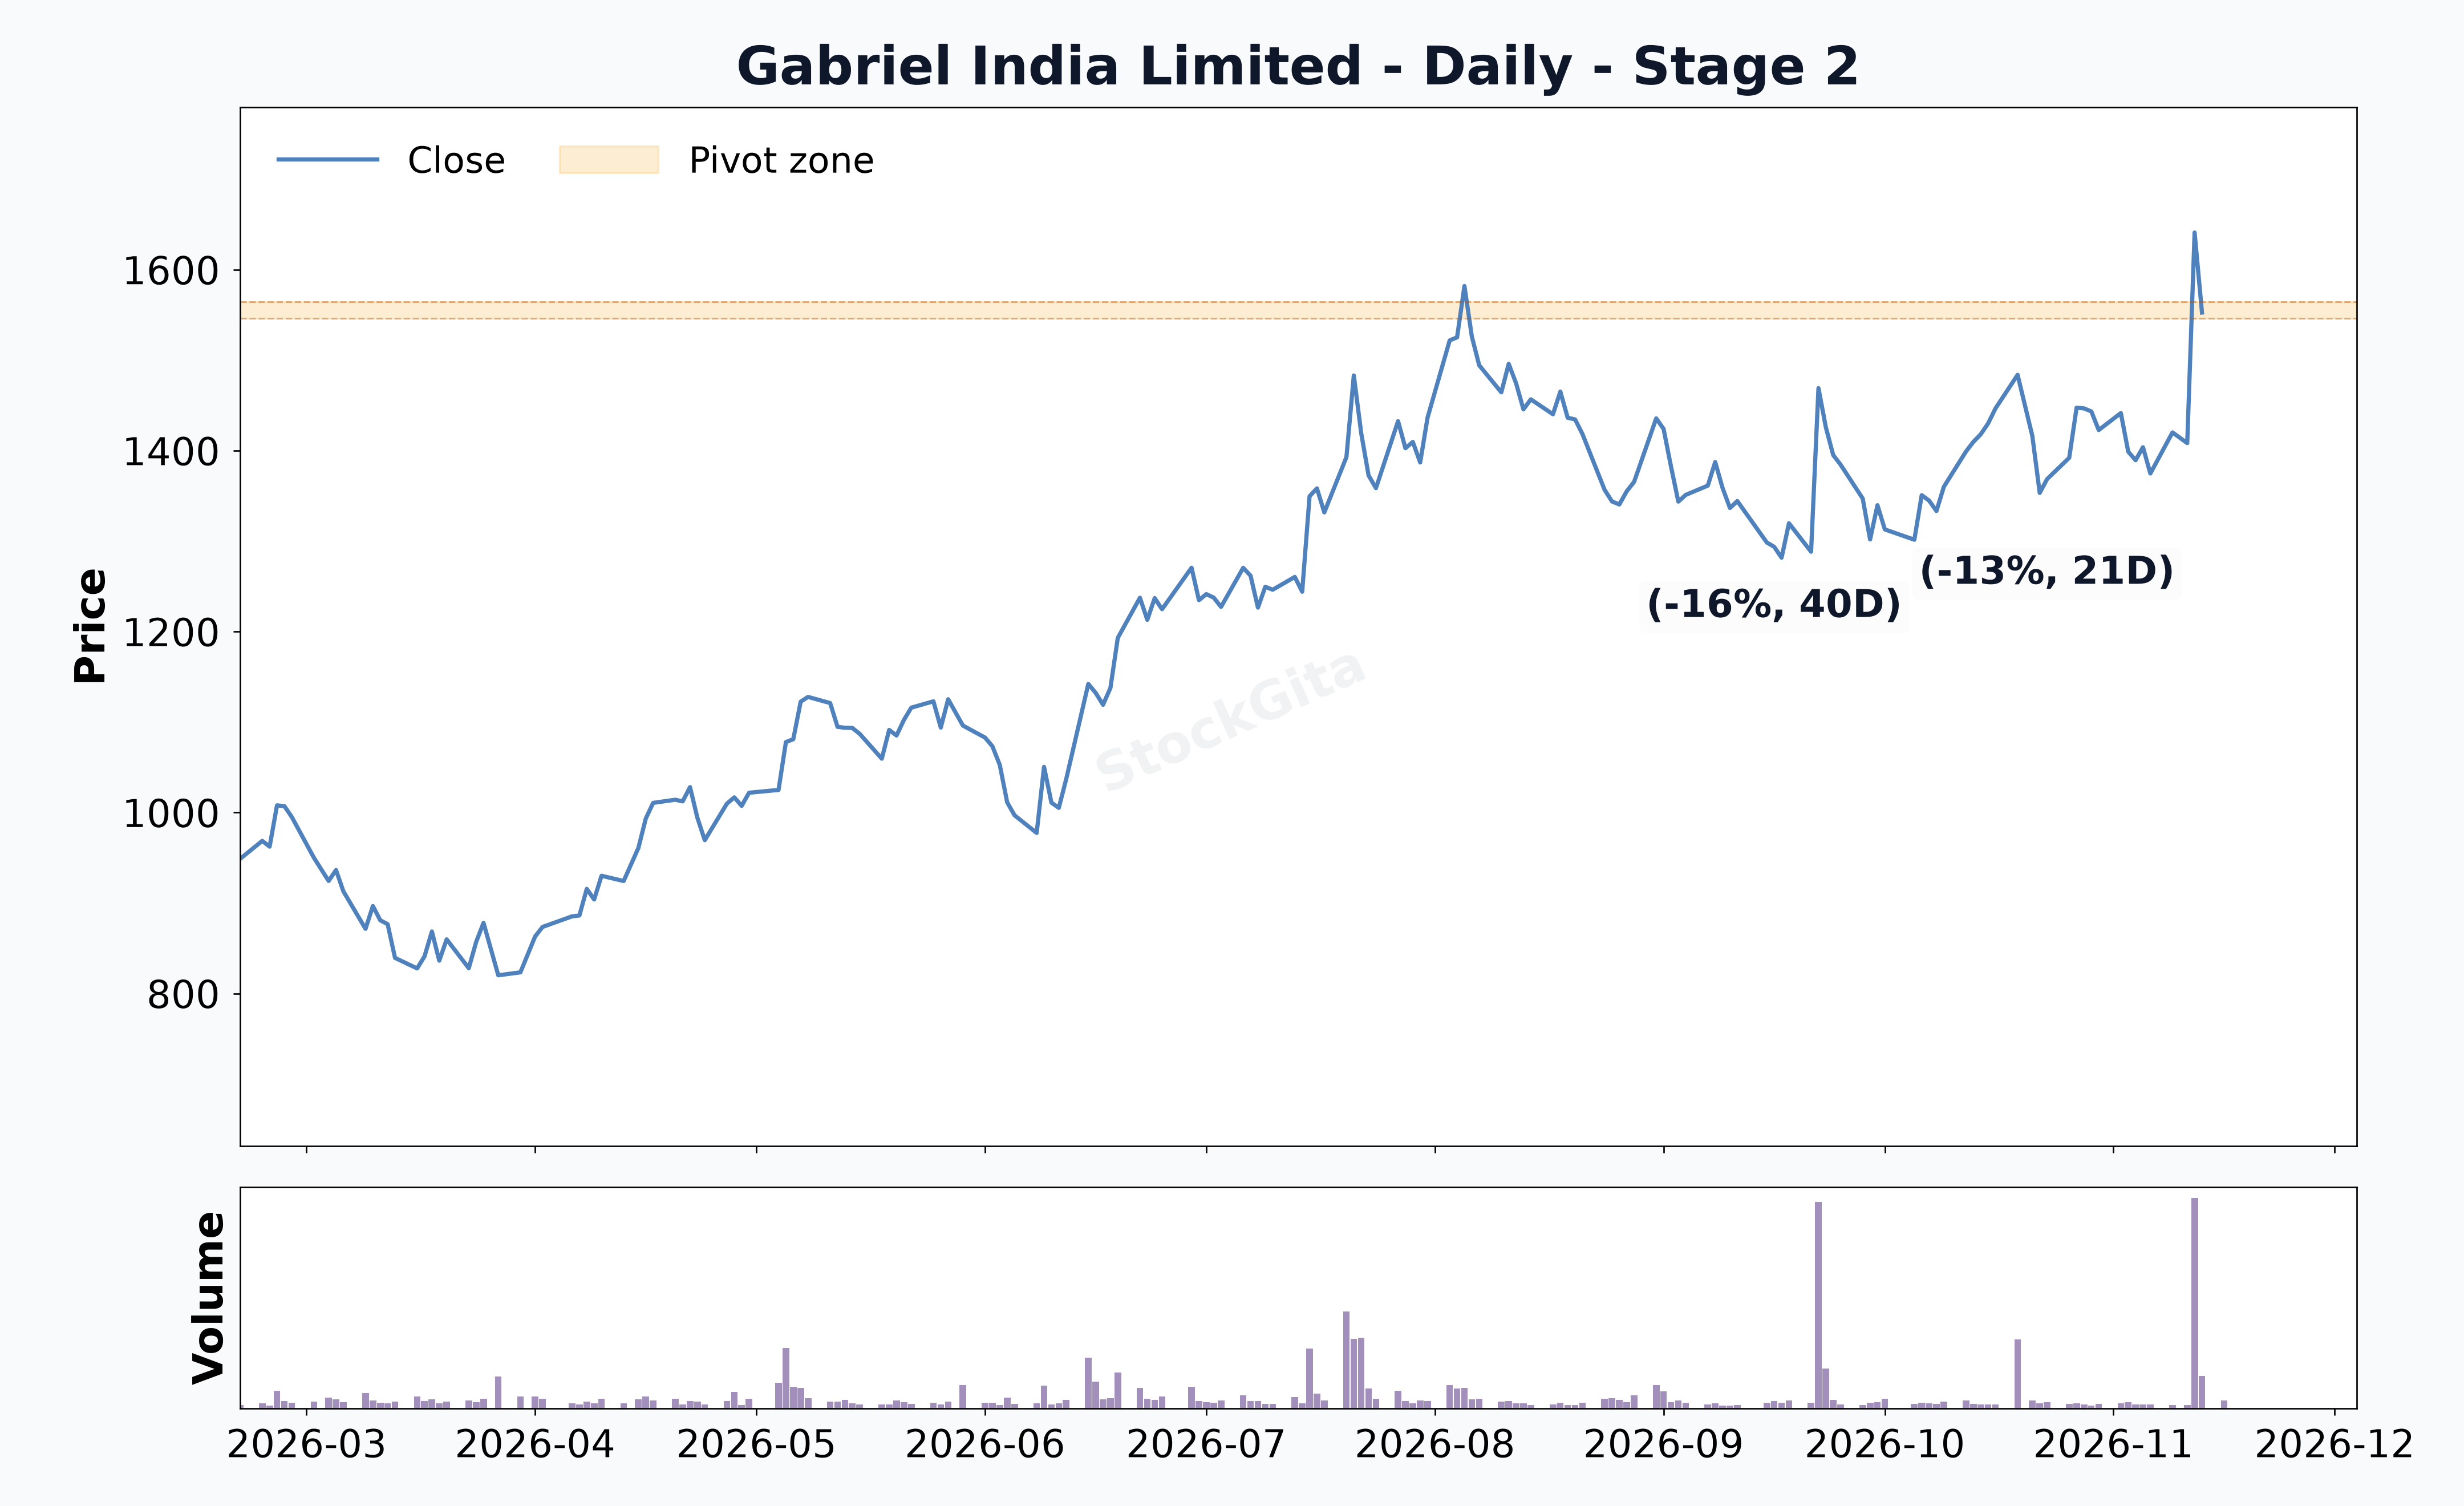 Gabriel India Limited - Daily - Stage 2
Close
Pivot zone
1600
1400
1200
1000
800
Price
(-16%, 40D)
(-13%, 21D)
StockGita
Volume
2026-03
2026-04
2026-05
2026-06
2026-07
2026-08
2026-09
2026-10
2026-11
2026-12